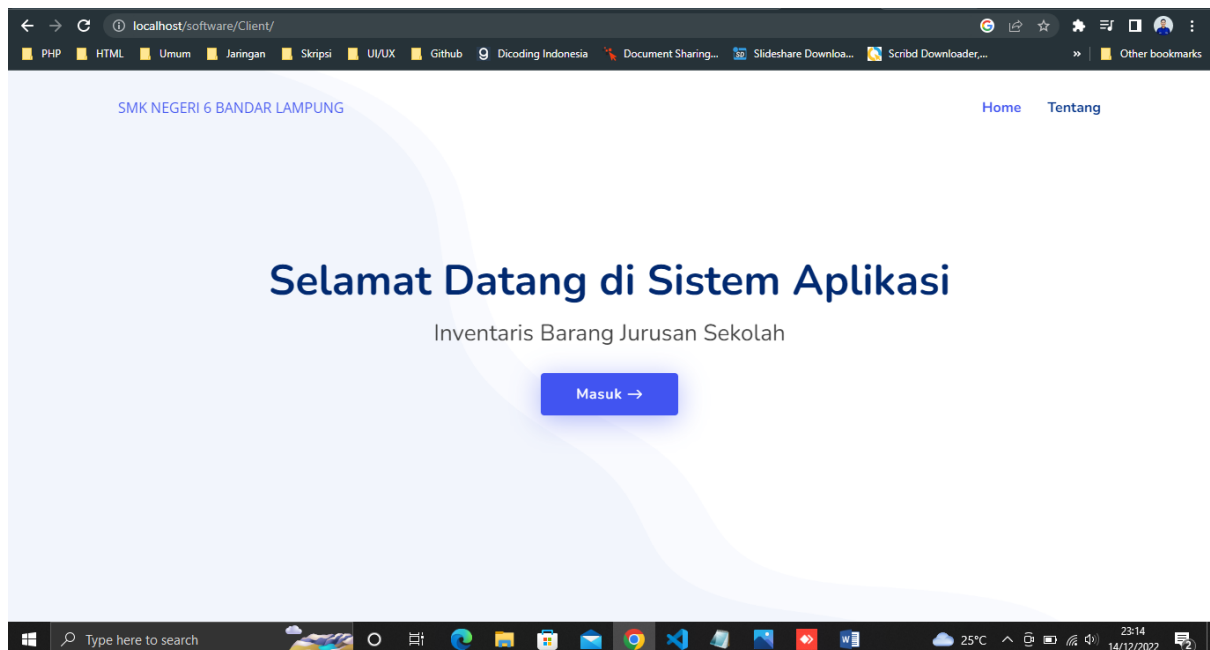 localhost/software/Client/
PHP HTML Umum Jaringan Skripsi UI/UX Github Dicoding Indonesia Document Sharing... SD Slideshare Downloa... Scribd Downloader,... » Other bookmarks
SMK NEGERI 6 BANDAR LAMPUNG Home Tentang
Selamat Datang di Sistem Aplikasi
Inventaris Barang Jurusan Sekolah
Masuk →
Type here to search 25°C 23:14
14/12/2022 2